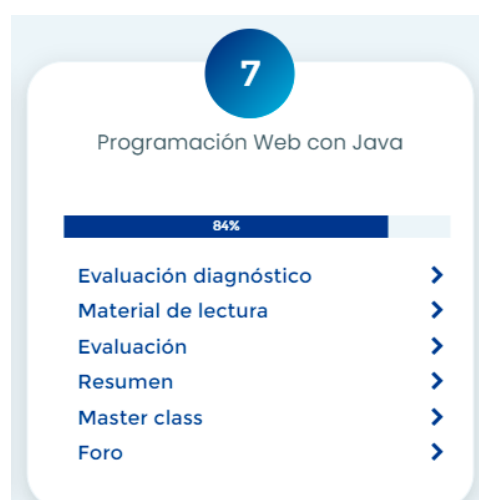 7
Programación Web con Java
84%
Evaluación diagnóstico
Material de lectura
Evaluación
Resumen
Master class
Foro